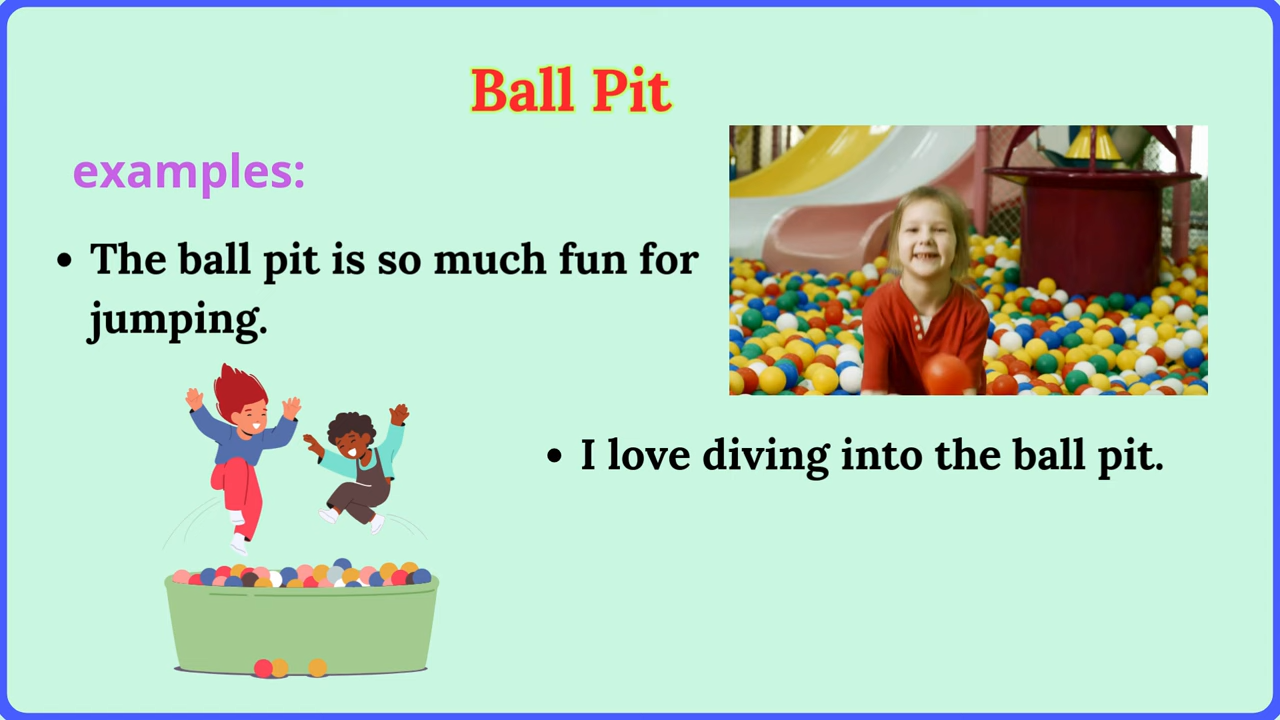 Ball Pit
examples:
• The ball pit is so much fun for
jumping.
• I love diving into the ball pit.